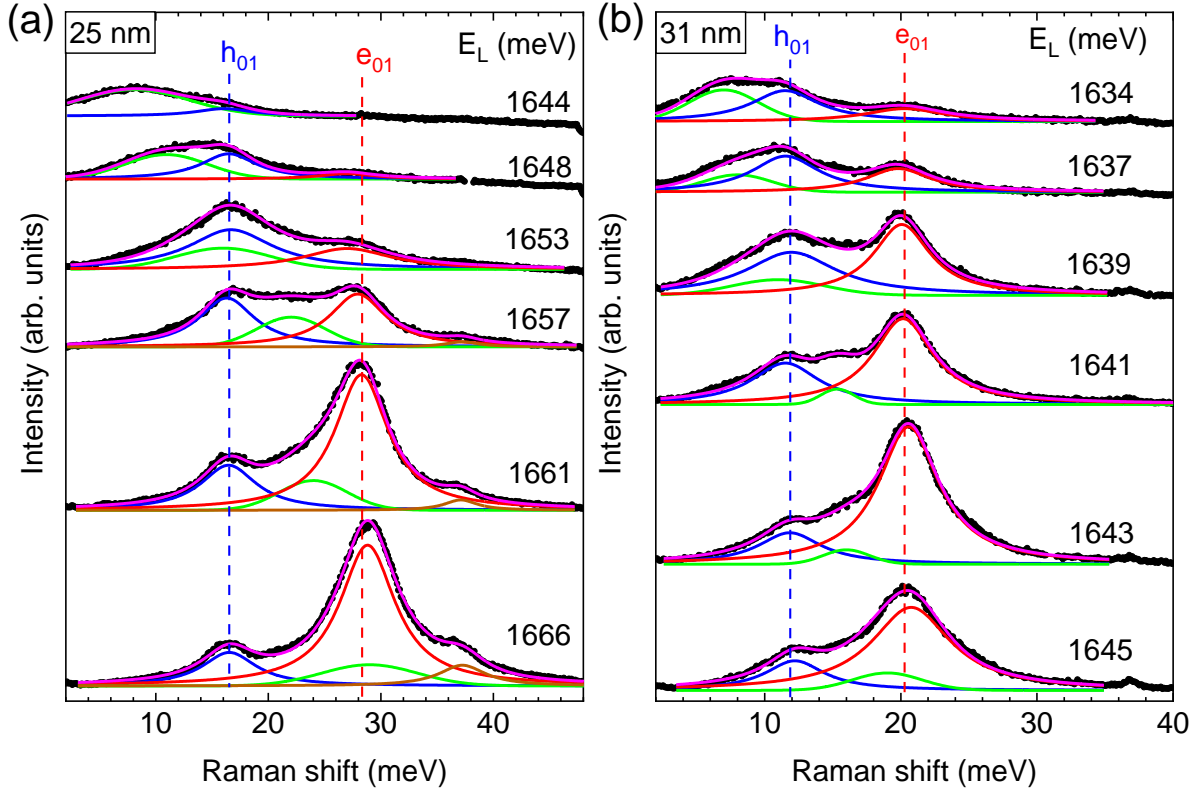 (a)
25 nm
h01
e01
E_L (meV)
1644
1648
1653
1657
1661
1666
Intensity (arb. units)
10 20 30 40
Raman shift (meV)
(b)
31 nm
h01
e01
E_L (meV)
1634
1637
1639
1641
1643
1645
Intensity (arb. units)
10 20 30 40
Raman shift (meV)